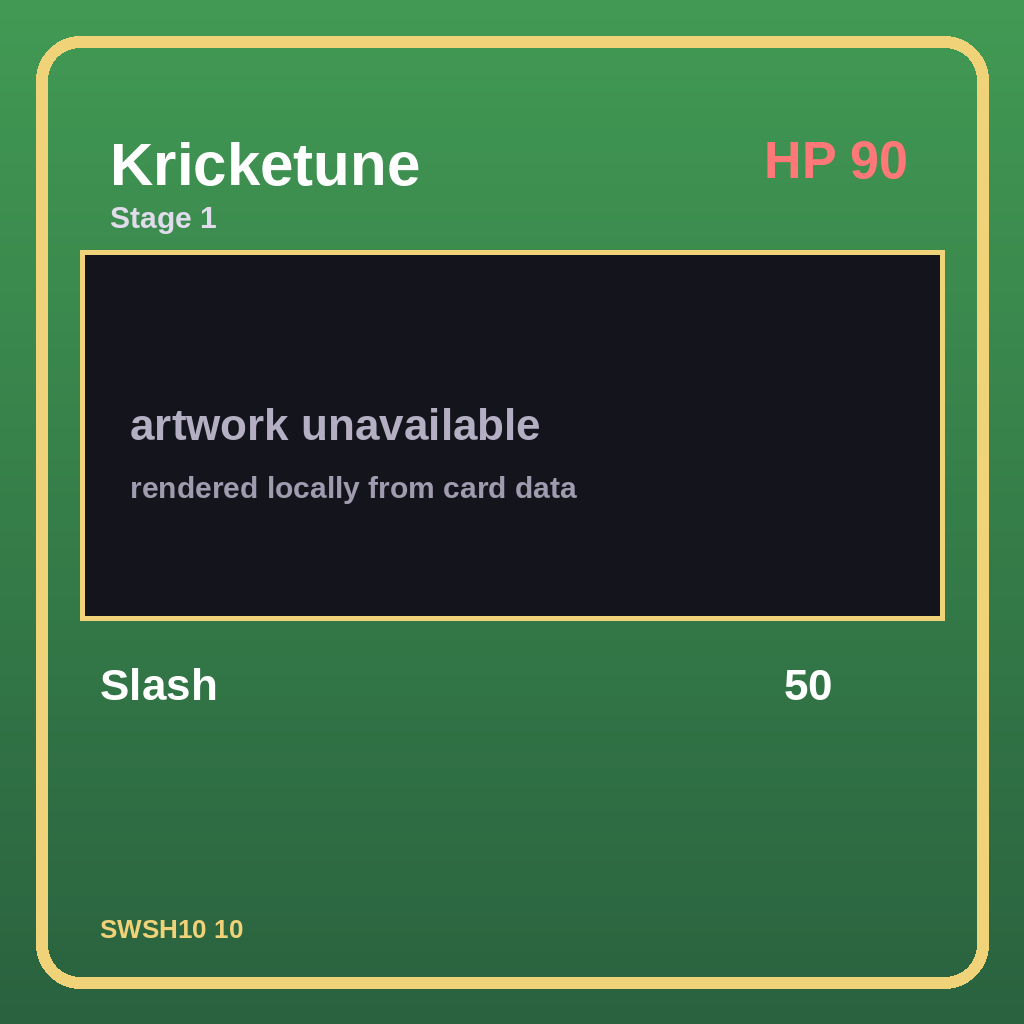 Kricketune HP 90
Stage 1
artwork unavailable
rendered locally from card data
Slash 50
SWSH10 10